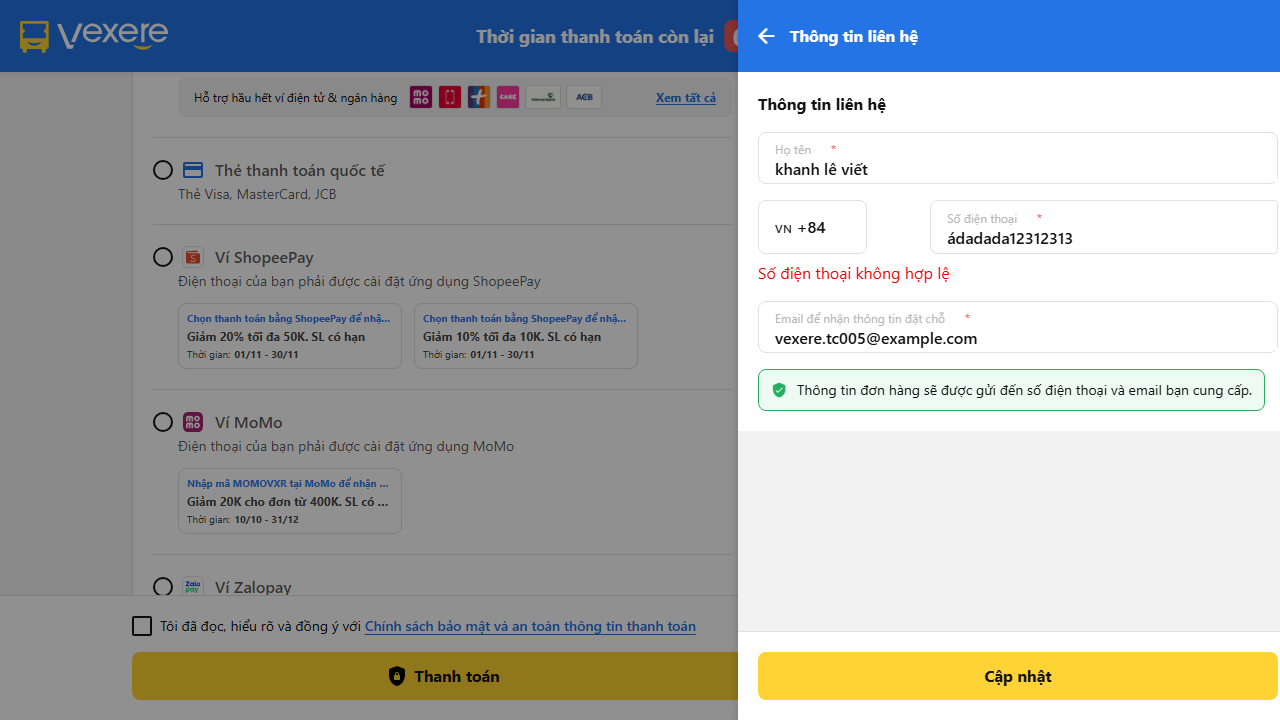 vexere
Thời gian thanh toán còn lại
Hỗ trợ hầu hết ví điện tử & ngân hàng
mo mo
CAKE
Vietcombank
ACB
Xem tất cả
Thẻ thanh toán quốc tế
Thẻ Visa, MasterCard, JCB
Ví ShopeePay
Điện thoại của bạn phải được cài đặt ứng dụng ShopeePay
Chọn thanh toán bằng ShopeePay để nhậ...
Giảm 20% tối đa 50K. SL có hạn
Thời gian: 01/11 - 30/11
Chọn thanh toán bằng ShopeePay để nhậ...
Giảm 10% tối đa 10K. SL có hạn
Thời gian: 01/11 - 30/11
mo mo
Ví MoMo
Điện thoại của bạn phải được cài đặt ứng dụng MoMo
Nhập mã MOMOVXR tại MoMo để nhận ...
Giảm 20K cho đơn từ 400K. SL có ...
Thời gian: 10/10 - 31/12
Zalo pay
Ví Zalopay
Tôi đã đọc, hiểu rõ và đồng ý với Chính sách bảo mật và an toàn thông tin thanh toán
Thanh toán
Thông tin liên hệ
Thông tin liên hệ
Họ tên *
khanh lê viết
VN +84
Số điện thoại *
ádadada12312313
Số điện thoại không hợp lệ
Email để nhận thông tin đặt chỗ *
vexere.tc005@example.com
Thông tin đơn hàng sẽ được gửi đến số điện thoại và email bạn cung cấp.
Cập nhật